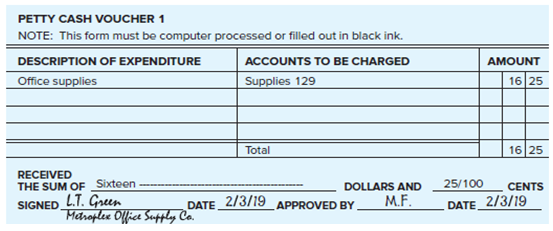 PETTY CASH VOUCHER 1
NOTE: This form must be computer processed or filled out in black ink.
DESCRIPTION OF EXPENDITURE ACCOUNTS TO BE CHARGED AMOUNT
Office supplies Supplies 129 16 25
Total 16 25
RECEIVED
THE SUM OF Sixteen ---------------------------------- DOLLARS AND 25/100 CENTS
SIGNED L.T. Green DATE 2/3/19 APPROVED BY M.F. DATE 2/3/19
Metroplex Office Supply Co.